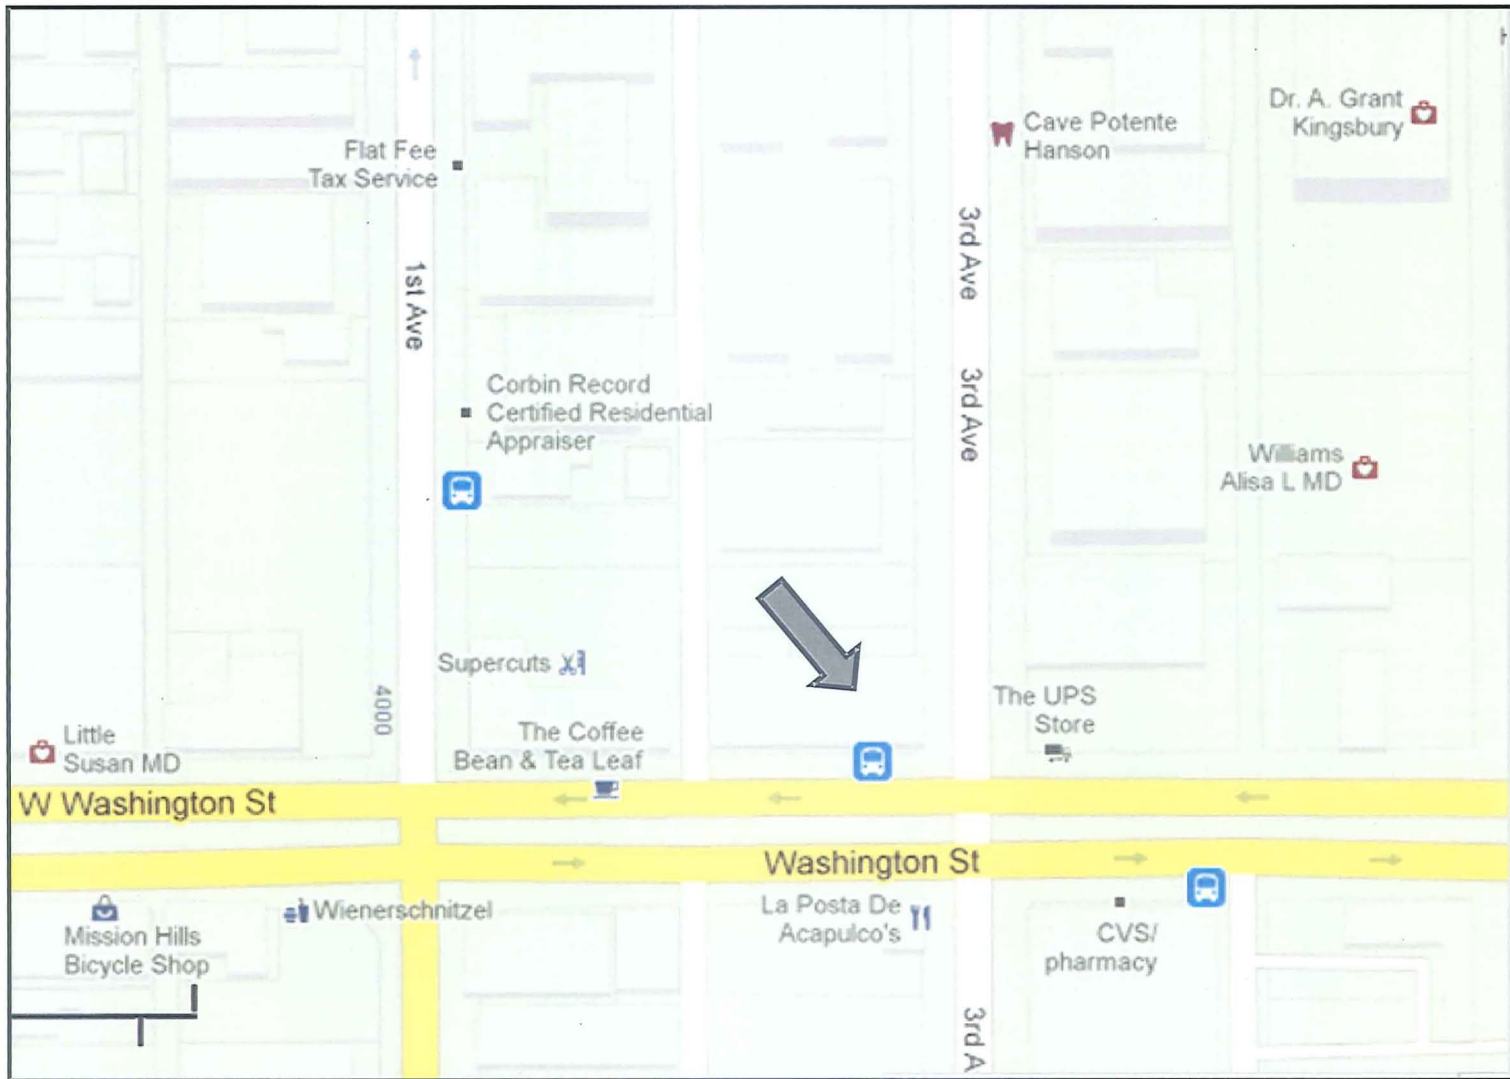 Dr. A. Grant
Kingsbury
Cave Potente
Hanson
Flat Fee
Tax Service
3rd Ave
1st Ave
3rd Ave
Corbin Record
Certified Residential
Appraiser
Williams
Alisa L MD
Supercuts
4000
The UPS
Store
The Coffee
Bean & Tea Leaf
Little
Susan MD
W Washington St
Washington St
Wienerschnitzel
La Posta De
Acapulco's
Mission Hills
Bicycle Shop
CVS/
pharmacy
3rd A